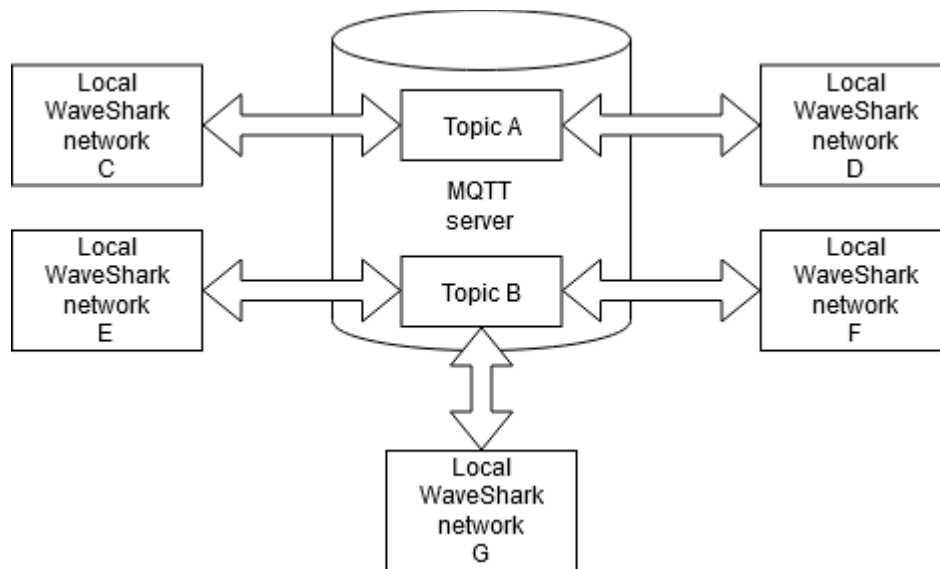 Local
WaveShark
network
C
Topic A
Local
WaveShark
network
D
MQTT
server
Local
WaveShark
network
E
Topic B
Local
WaveShark
network
F
Local
WaveShark
network
G